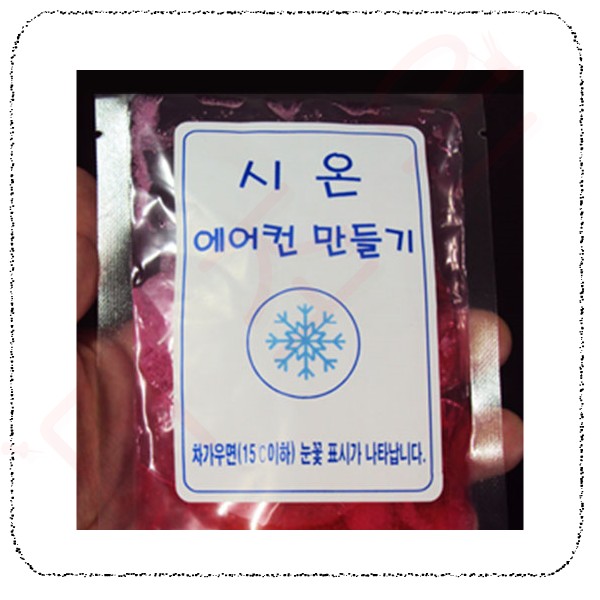 시 온
에어컨 만들기
차가우면(15℃이하) 눈꽃 표시가 나타납니다.